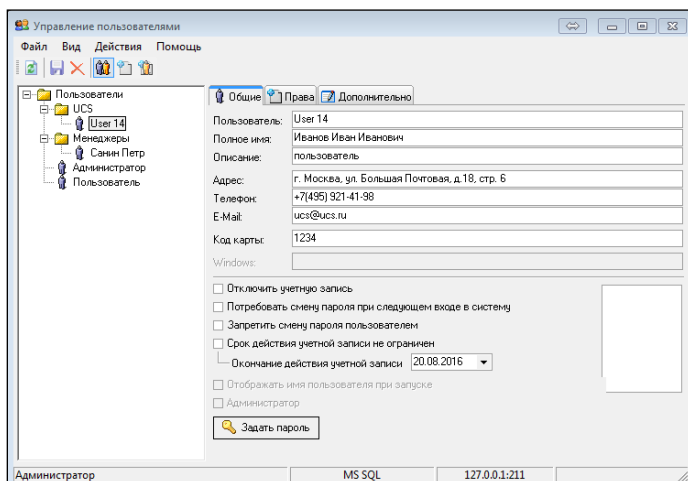 Управление пользователями
Файл Вид Действия Помощь
Пользователи
UCS
User 14
Менеджеры
Санин Петр
Администратор
Пользователь
Общие Права Дополнительно
Пользователь: User 14
Полное имя: Иванов Иван Иванович
Описание: пользователь
Адрес: г. Москва, ул. Большая Почтовая, д.18, стр. 6
Телефон: +7(495) 921-41-98
E-Mail: ucs@ucs.ru
Код карты: 1234
Windows:
Отключить учетную запись
Потребовать смену пароля при следующем входе в систему
Запретить смену пароля пользователем
Срок действия учетной записи не ограничен
Окончание действия учетной записи 20.08.2016
Отображать имя пользователя при запуске
Администратор
Задать пароль
Администратор MS SQL 127.0.0.1:211